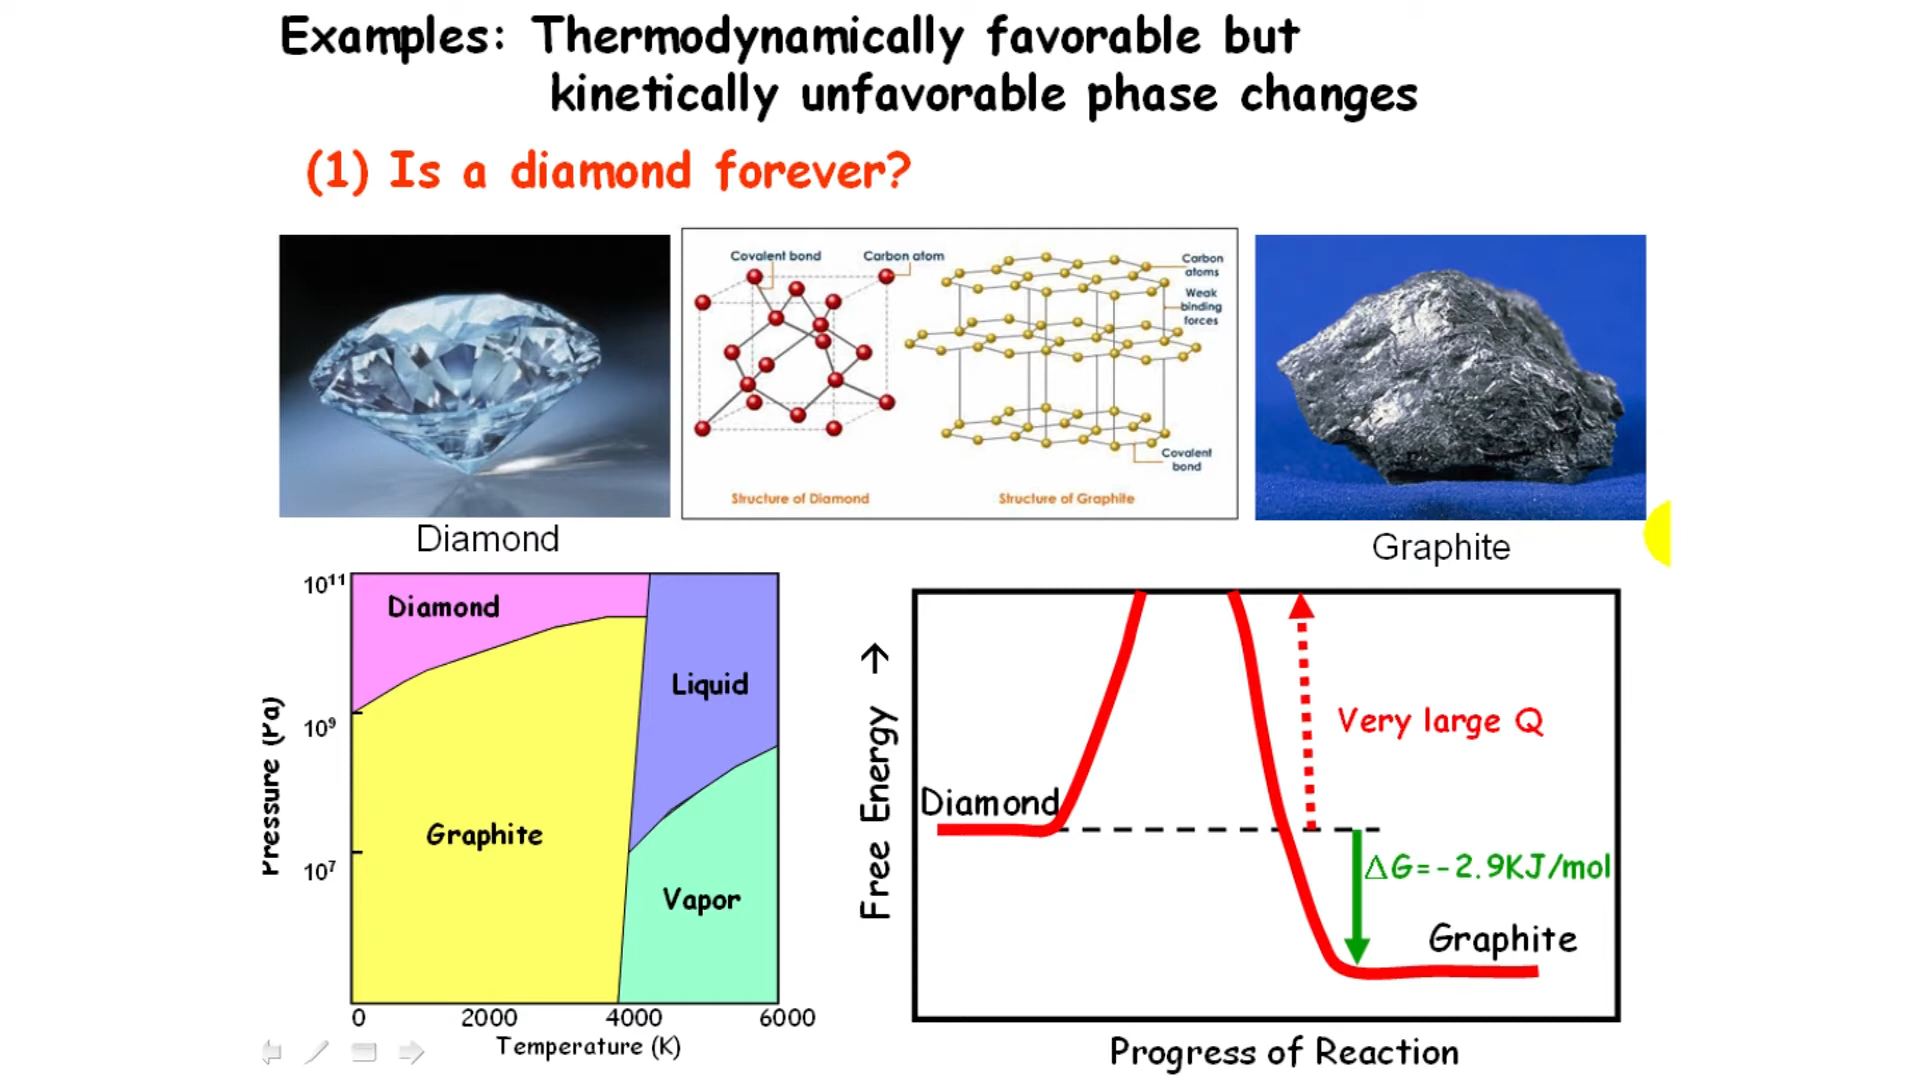 Examples: Thermodynamically favorable but
kinetically unfavorable phase changes
(1) Is a diamond forever?
Covalent bond
Carbon atom
Carbon
atoms
Weak
binding
forces
Covalent
bond
Structure of Diamond
Structure of Graphite
Diamond
Graphite
10¹¹
10⁹
10⁷
Pressure (Pa)
Diamond
Liquid
Graphite
Vapor
0 2000 4000 6000
Temperature (K)
Free Energy →
Very large Q
Diamond
ΔG=-2.9KJ/mol
Graphite
Progress of Reaction